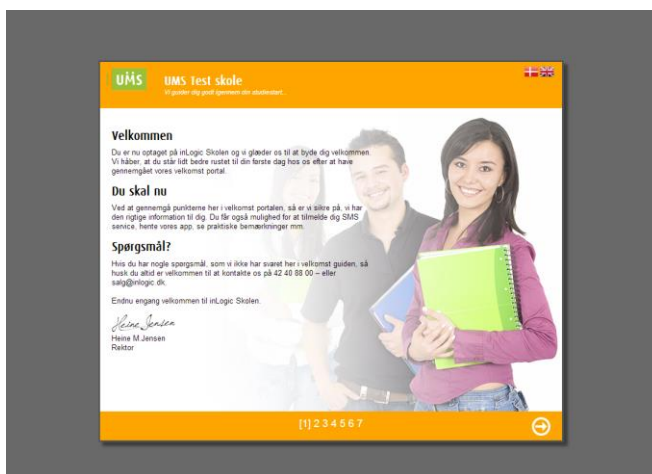 UMS
UMS Test skole
Vi guider dig godt igennem din studiestart...
Velkommen
Du er nu optaget på inLogic Skolen og vi glæder os til at byde dig velkommen.
Vi håber, at du står lidt bedre rustet til din første dag hos os efter at have
gennemgået vores velkomst portal.
Du skal nu
Ved at gennemgå punkterne her i velkomst portalen, så er vi sikre på, vi har
den rigtige information til dig. Du får også mulighed for at tilmelde dig SMS
service, hente vores app, se praktiske bemærkninger mm.
Spørgsmål?
Hvis du har nogle spørgsmål, som vi ikke har svaret her i velkomst guiden, så
husk du altid er velkommen til at kontakte os på 42 40 88 00 – eller
salg@inlogic.dk.
Endnu engang velkommen til inLogic Skolen.
Heine Jensen
Heine M Jensen
Rektor
[1] 2 3 4 5 6 7